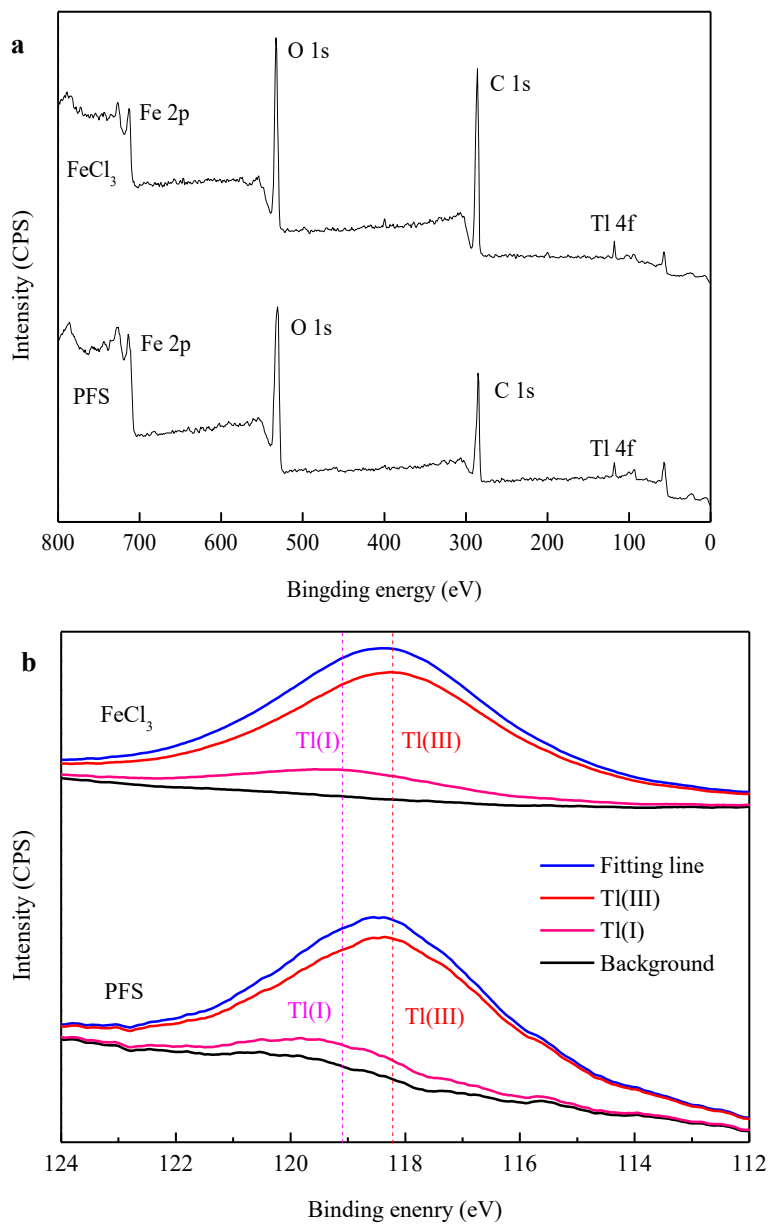 a
O 1s
C 1s
Fe 2p
FeCl3
Tl 4f
O 1s
Fe 2p
C 1s
PFS
Tl 4f
Intensity (CPS)
800 700 600 500 400 300 200 100 0
Bingding energy (eV)
b
FeCl3
Tl(I) Tl(III)
Fitting line
Tl(III)
Tl(I)
Background
PFS
Tl(I) Tl(III)
Intensity (CPS)
124 122 120 118 116 114 112
Binding enenry (eV)